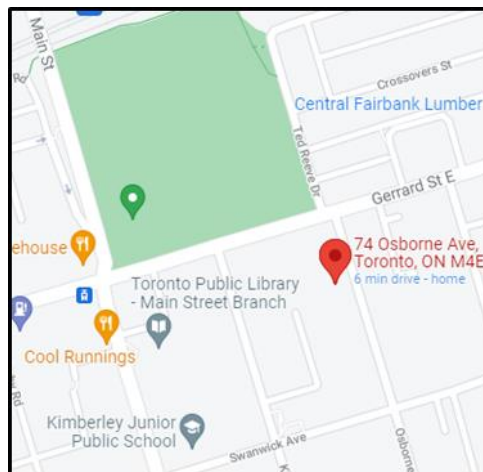 Main St
Crossovers St
Central Fairbank Lumber
Ted Reeve Dr
Gerrard St E
74 Osborne Ave,
Toronto, ON M4E
6 min drive - home
ehouse
Toronto Public Library
- Main Street Branch
Cool Runnings
Kimberley Junior
Public School
Swanwick Ave
Osborne